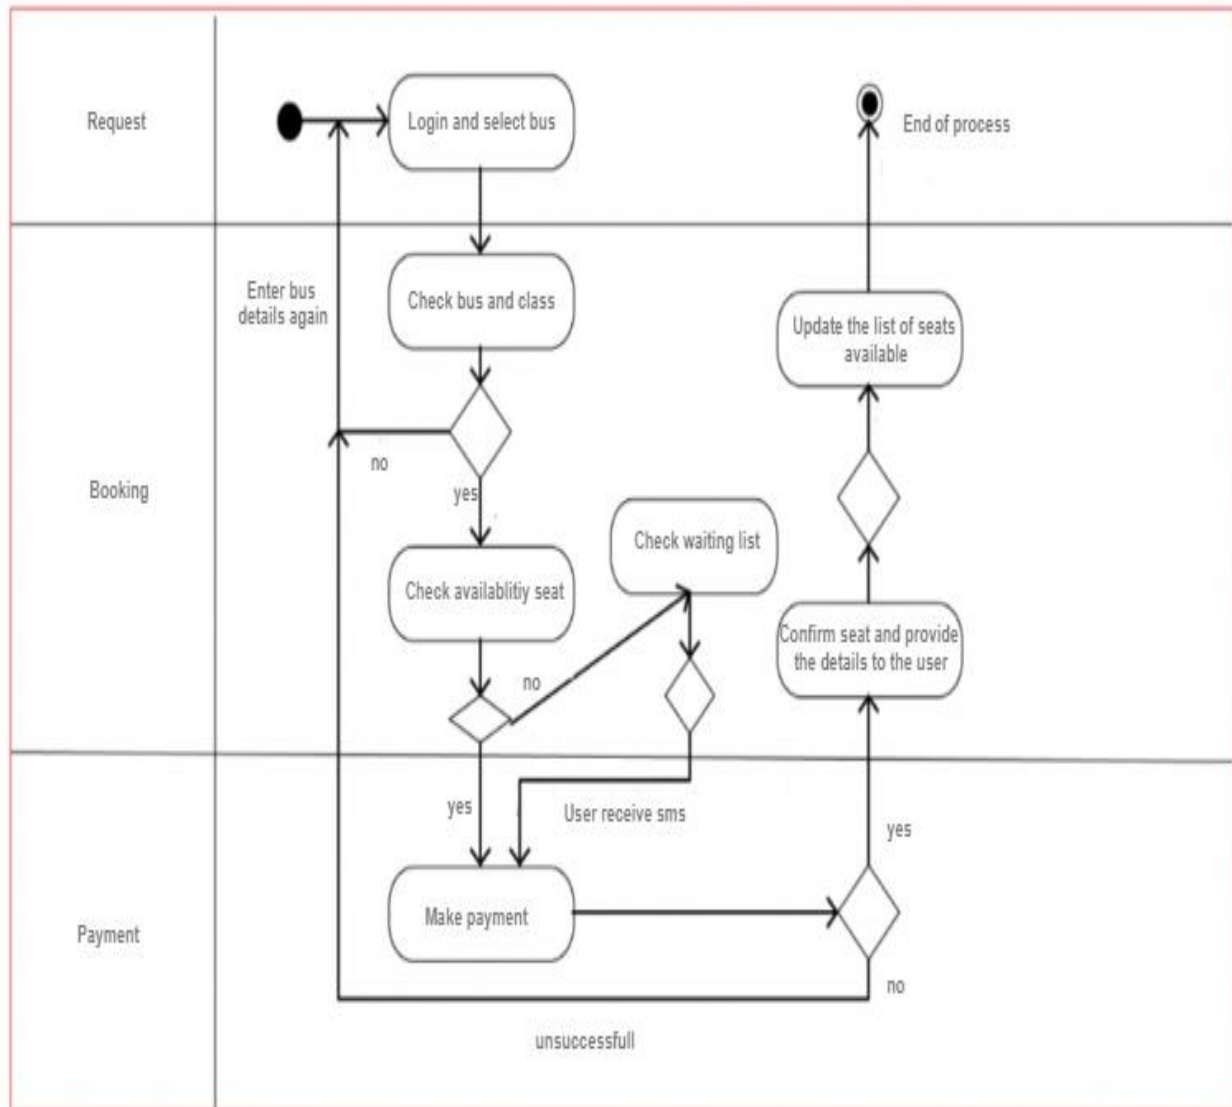 Request
Login and select bus
End of process
Enter bus
details again
Check bus and class
Update the list of seats
available
no
Booking
yes
Check waiting list
Check availablitiy seat
Confirm seat and provide
the details to the user
no
yes
User receive sms
yes
Make payment
Payment
no
unsuccessfull